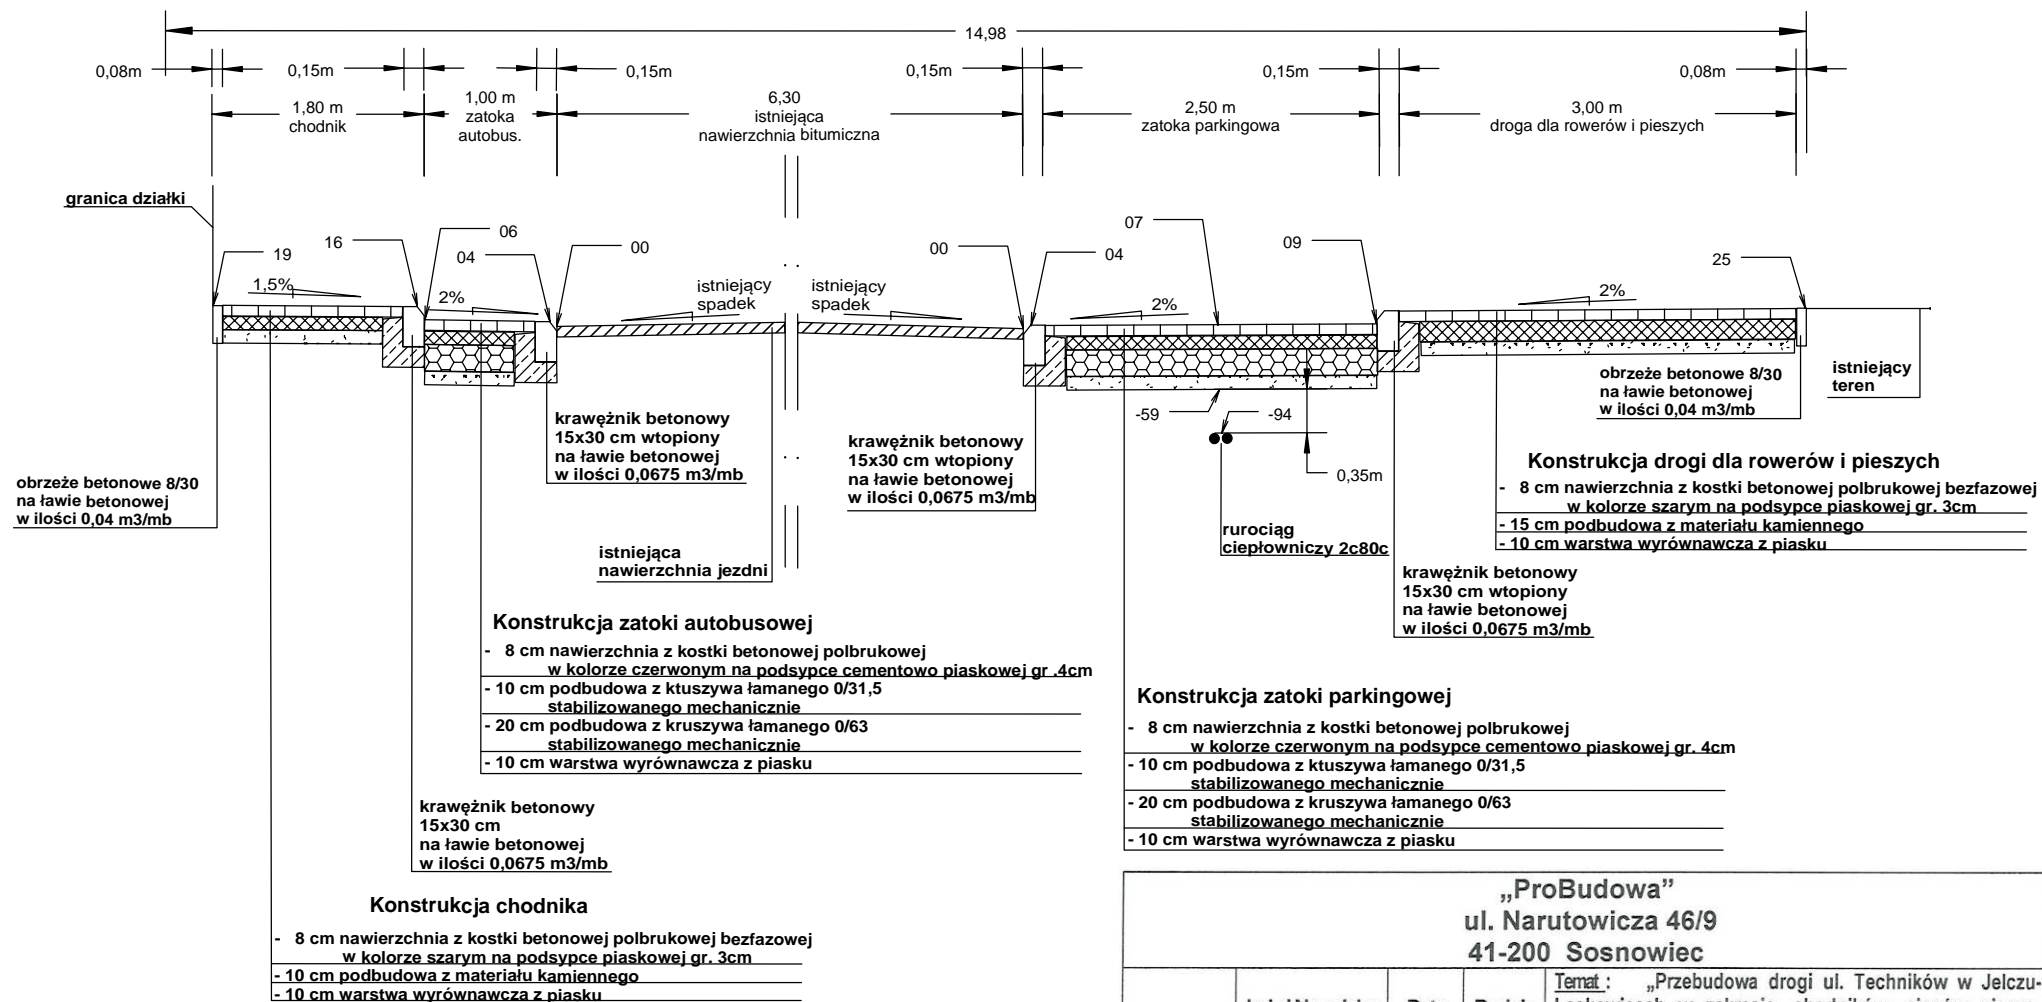 14,98
0,08m
0,15m
0,15m
0,15m
0,15m
0,08m
1,80 m
chodnik
1,00 m
zatoka
autobus.
6,30
istniejąca
nawierzchnia bitumiczna
2,50 m
zatoka parkingowa
3,00 m
droga dla rowerów i pieszych
granica działki
19
16
06
04
00
00
04
07
09
25
1,5%
2%
istniejący
spadek
istniejący
spadek
2%
2%
obrzeże betonowe 8/30
na ławie betonowej
w ilości 0,04 m3/mb
istniejący
teren
-59
-94
0,35m
krawężnik betonowy
15x30 cm wtopiony
na ławie betonowej
w ilości 0,0675 m3/mb
krawężnik betonowy
15x30 cm wtopiony
na ławie betonowej
w ilości 0,0675 m3/mb
obrzeże betonowe 8/30
na ławie betonowej
w ilości 0,04 m3/mb
istniejąca
nawierzchnia jezdni
rurociąg
ciepłowniczy 2c80c
Konstrukcja drogi dla rowerów i pieszych
- 8 cm nawierzchnia z kostki betonowej polbrukowej bezfazowej
w kolorze szarym na podsypce piaskowej gr. 3cm
- 15 cm podbudowa z materiału kamiennego
- 10 cm warstwa wyrównawcza z piasku
krawężnik betonowy
15x30 cm wtopiony
na ławie betonowej
w ilości 0,0675 m3/mb
Konstrukcja zatoki autobusowej
- 8 cm nawierzchnia z kostki betonowej polbrukowej
w kolorze czerwonym na podsypce cementowo piaskowej gr .4cm
- 10 cm podbudowa z ktuszywa łamanego 0/31,5
stabilizowanego mechanicznie
- 20 cm podbudowa z kruszywa łamanego 0/63
stabilizowanego mechanicznie
- 10 cm warstwa wyrównawcza z piasku
Konstrukcja zatoki parkingowej
- 8 cm nawierzchnia z kostki betonowej polbrukowej
w kolorze czerwonym na podsypce cementowo piaskowej gr. 4cm
- 10 cm podbudowa z ktuszywa łamanego 0/31,5
stabilizowanego mechanicznie
- 20 cm podbudowa z kruszywa łamanego 0/63
stabilizowanego mechanicznie
- 10 cm warstwa wyrównawcza z piasku
krawężnik betonowy
15x30 cm
na ławie betonowej
w ilości 0,0675 m3/mb
Konstrukcja chodnika
- 8 cm nawierzchnia z kostki betonowej polbrukowej bezfazowej
w kolorze szarym na podsypce piaskowej gr. 3cm
- 10 cm podbudowa z materiału kamiennego
- 10 cm warstwa wyrównawcza z piasku
„ProBudowa"
ul. Narutowicza 46/9
41-200 Sosnowiec
Temat : „Przebudowa drogi ul. Techników w Jelczu-